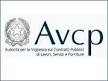 Avcp
Autorità per la Vigilanza sui Contratti Pubblici
di Lavori, Servizi e Forniture